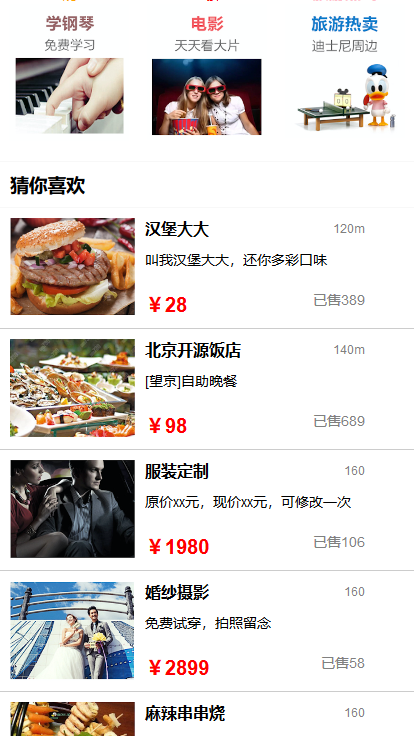 学钢琴 电影 旅游热卖
免费学习 天天看大片 迪士尼周边
猜你喜欢
汉堡大大 120m
叫我汉堡大大，还你多彩口味
￥28 已售389
北京开源饭店 140m
[望京]自助晚餐
￥98 已售689
服装定制 160
原价xx元，现价xx元，可修改一次
￥1980 已售106
婚纱摄影 160
免费试穿，拍照留念
￥2899 已售58
麻辣串串烧 160